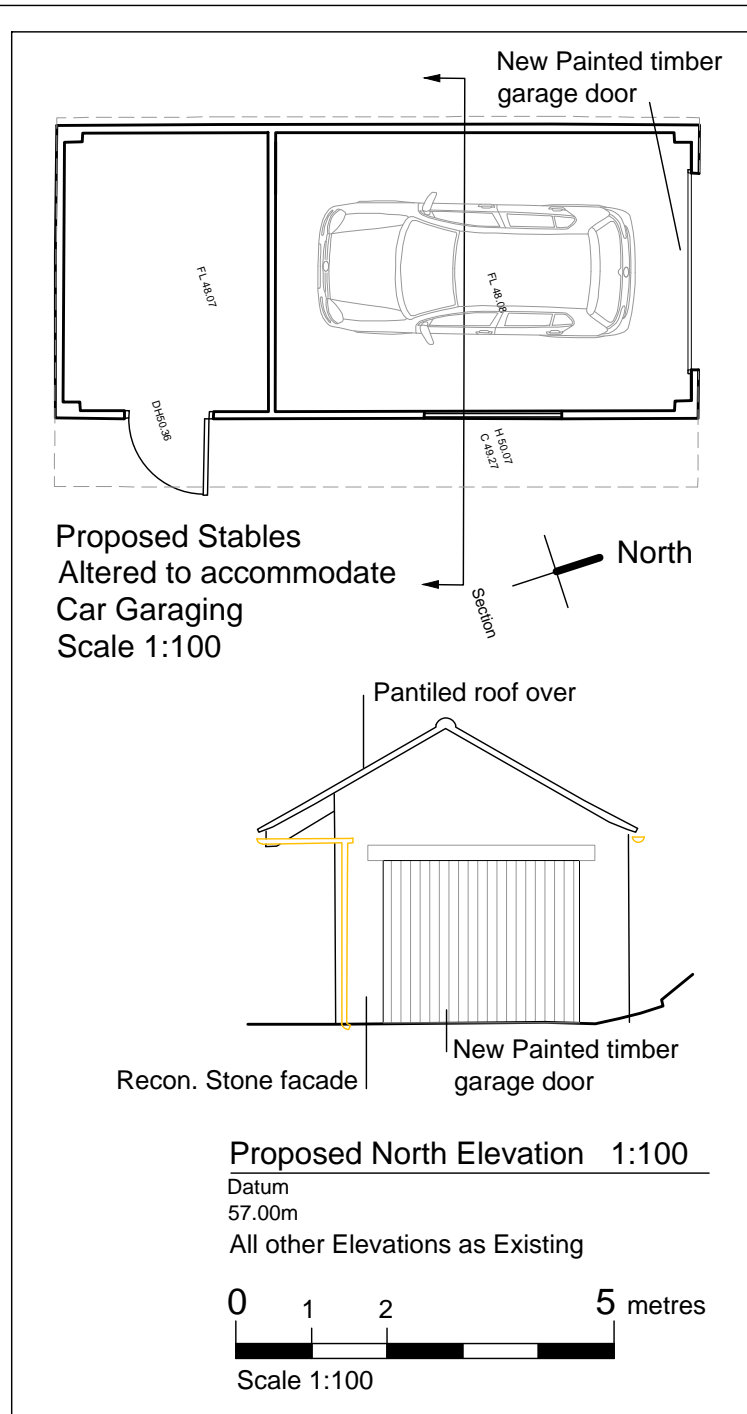 New Painted timber
garage door
FL 48.07
FL 48.08
DH50.36
H 50.07
C 49.27
Proposed Stables
Altered to accommodate
Car Garaging
Scale 1:100
North
Section
Pantiled roof over
New Painted timber
garage door
Recon. Stone facade
Proposed North Elevation 1:100
Datum
57.00m
All other Elevations as Existing
0 1 2 5 metres
Scale 1:100